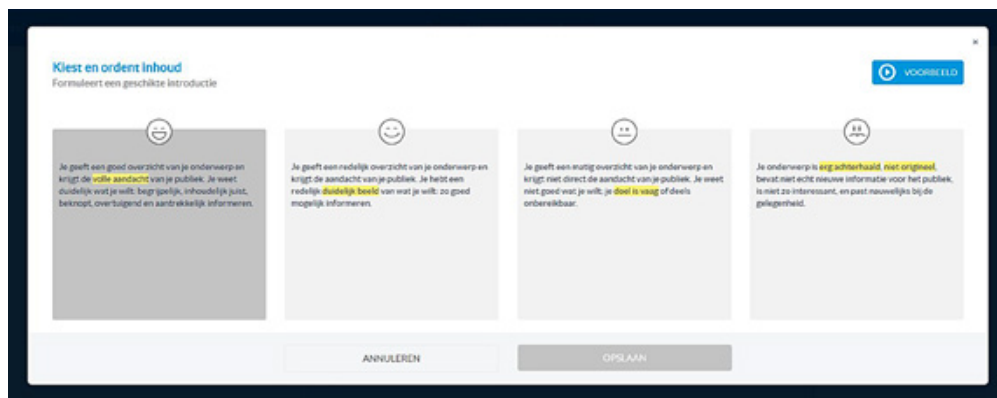 ×
Kiest en ordent inhoud
Formuleert een geschikte introductie
VOORBEELD
Je geeft een goed overzicht van je onderwerp en
krijgt de volle aandacht van je publiek. Je weet
duidelijk wat je wilt: begrijpelijk, inhoudelijk juist,
beknopt, overtuigend en aantrekkelijk informeren.
Je geeft een redelijk overzicht van je onderwerp en
krijgt de aandacht van je publiek. Je hebt een
redelijk duidelijk beeld van wat je wilt: zo goed
mogelijk informeren.
Je geeft een matig overzicht van je onderwerp en
krijgt niet direct de aandacht van je publiek. Je weet
niet goed wat je wilt; je doel is vaag of deels
onbereikbaar.
Je onderwerp is erg achterhaald, niet origineel,
bevat niet echt nieuwe informatie voor het publiek,
is niet zo interessant, en past nauwelijks bij de
gelegenheid.
ANNULEREN
OPSLAAN